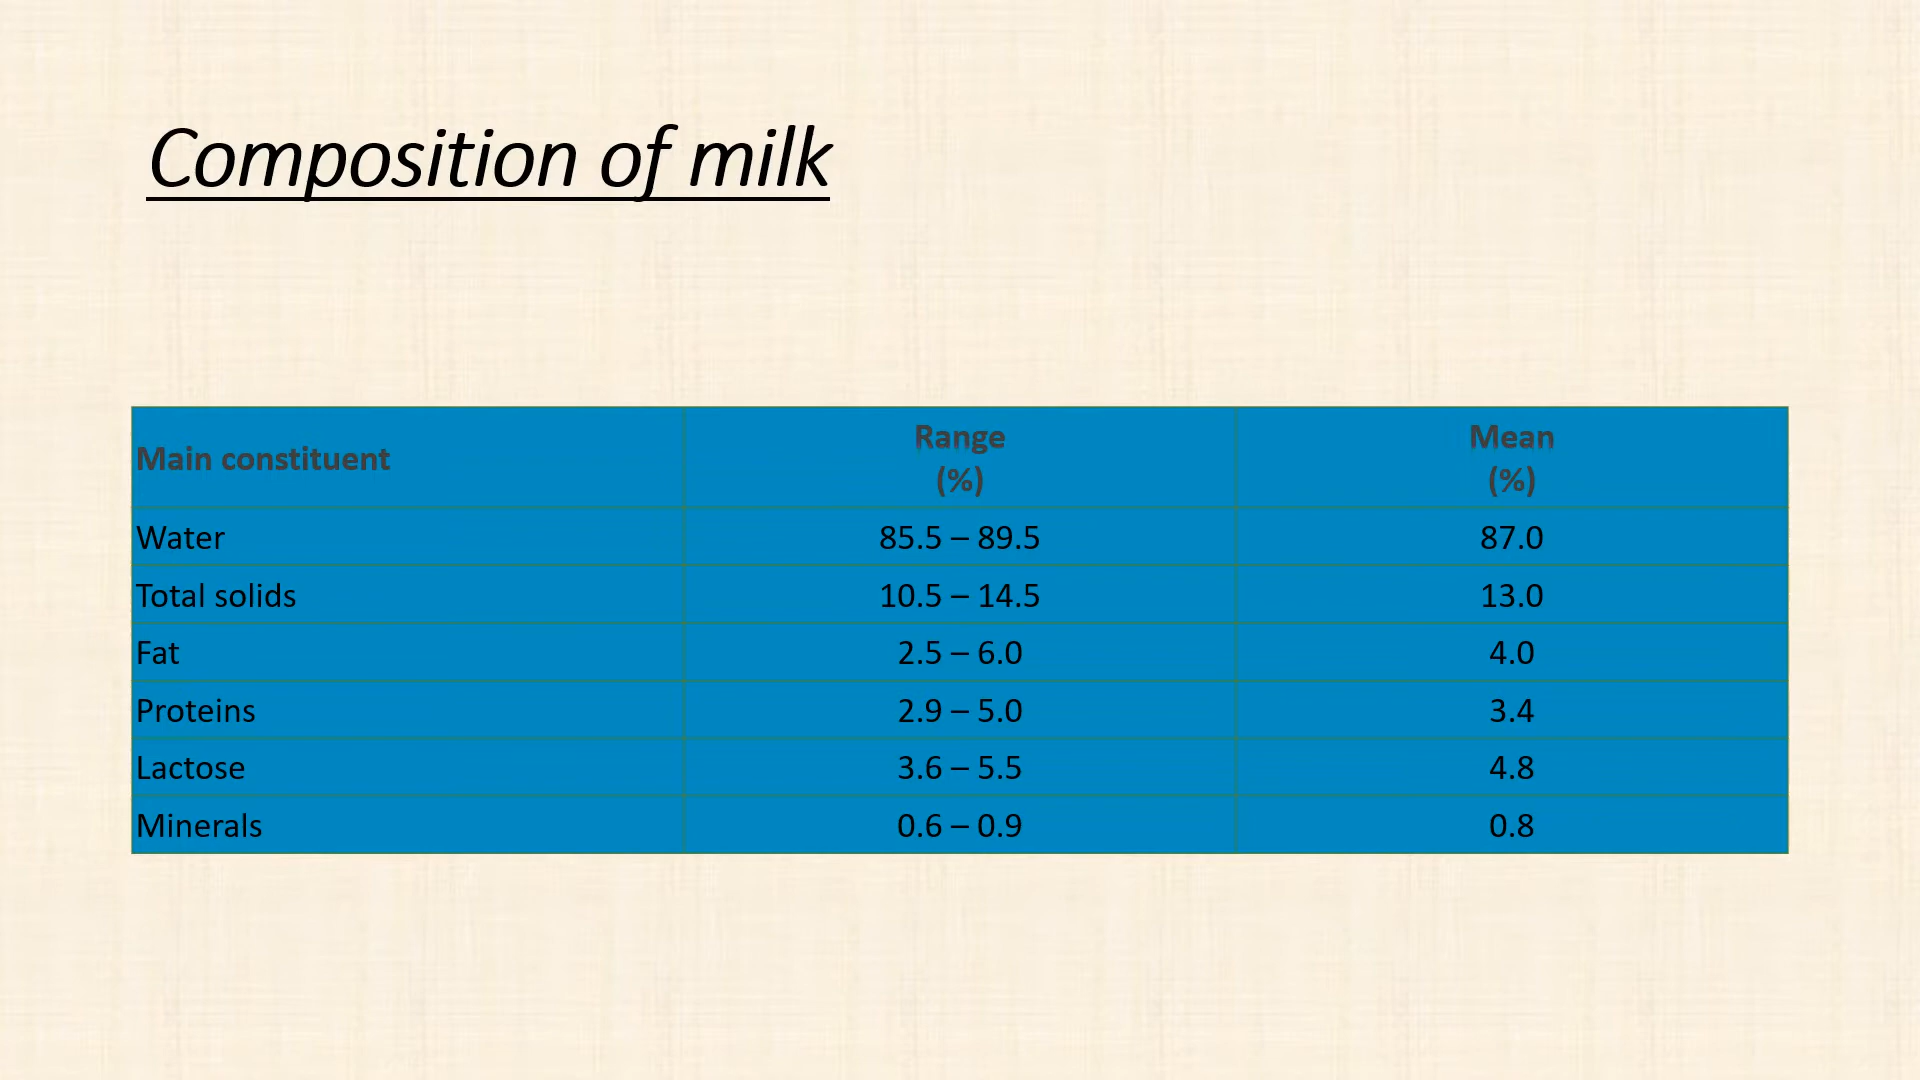 Composition of milk
Main constituent
Range
(%)
Mean
(%)
Water
85.5 – 89.5
87.0
Total solids
10.5 – 14.5
13.0
Fat
2.5 – 6.0
4.0
Proteins
2.9 – 5.0
3.4
Lactose
3.6 – 5.5
4.8
Minerals
0.6 – 0.9
0.8